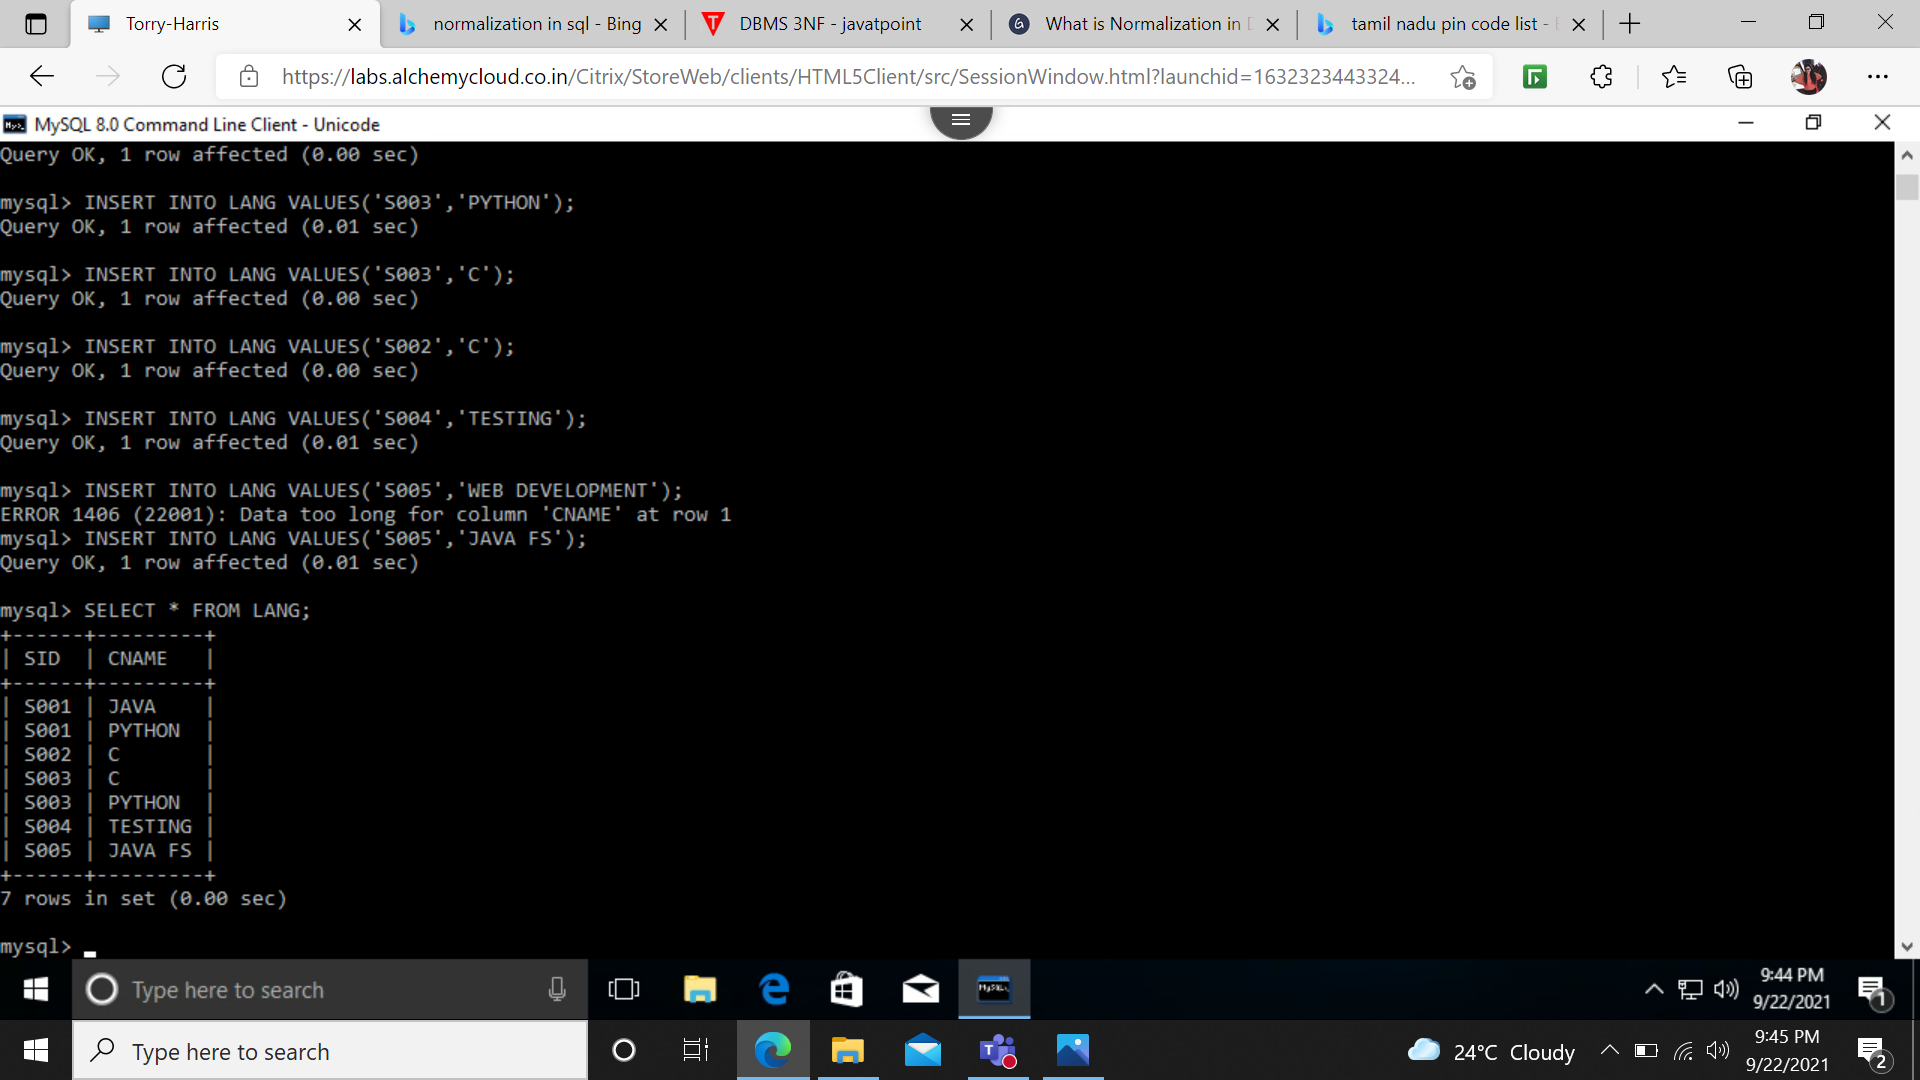 Torry-Harris
normalization in sql - Bing
DBMS 3NF - javatpoint
What is Normalization in
tamil nadu pin code list -
https://labs.alchemycloud.co.in/Citrix/StoreWeb/clients/HTML5Client/src/SessionWindow.html?launchid=1632323443324...
MySQL 8.0 Command Line Client - Unicode
Query OK, 1 row affected (0.00 sec)
mysql> INSERT INTO LANG VALUES('S003','PYTHON');
Query OK, 1 row affected (0.01 sec)
mysql> INSERT INTO LANG VALUES('S003','C');
Query OK, 1 row affected (0.00 sec)
mysql> INSERT INTO LANG VALUES('S002','C');
Query OK, 1 row affected (0.00 sec)
mysql> INSERT INTO LANG VALUES('S004','TESTING');
Query OK, 1 row affected (0.01 sec)
mysql> INSERT INTO LANG VALUES('S005','WEB DEVELOPMENT');
ERROR 1406 (22001): Data too long for column 'CNAME' at row 1
mysql> INSERT INTO LANG VALUES('S005','JAVA FS');
Query OK, 1 row affected (0.01 sec)
mysql> SELECT * FROM LANG;
+------+---------+
| SID  | CNAME   |
+------+---------+
| S001 | JAVA    |
| S001 | PYTHON  |
| S002 | C       |
| S003 | C       |
| S003 | PYTHON  |
| S004 | TESTING |
| S005 | JAVA FS |
+------+---------+
7 rows in set (0.00 sec)
mysql> _
Type here to search
9:44 PM
9/22/2021
1
Type here to search
24°C Cloudy
9:45 PM
9/22/2021
2